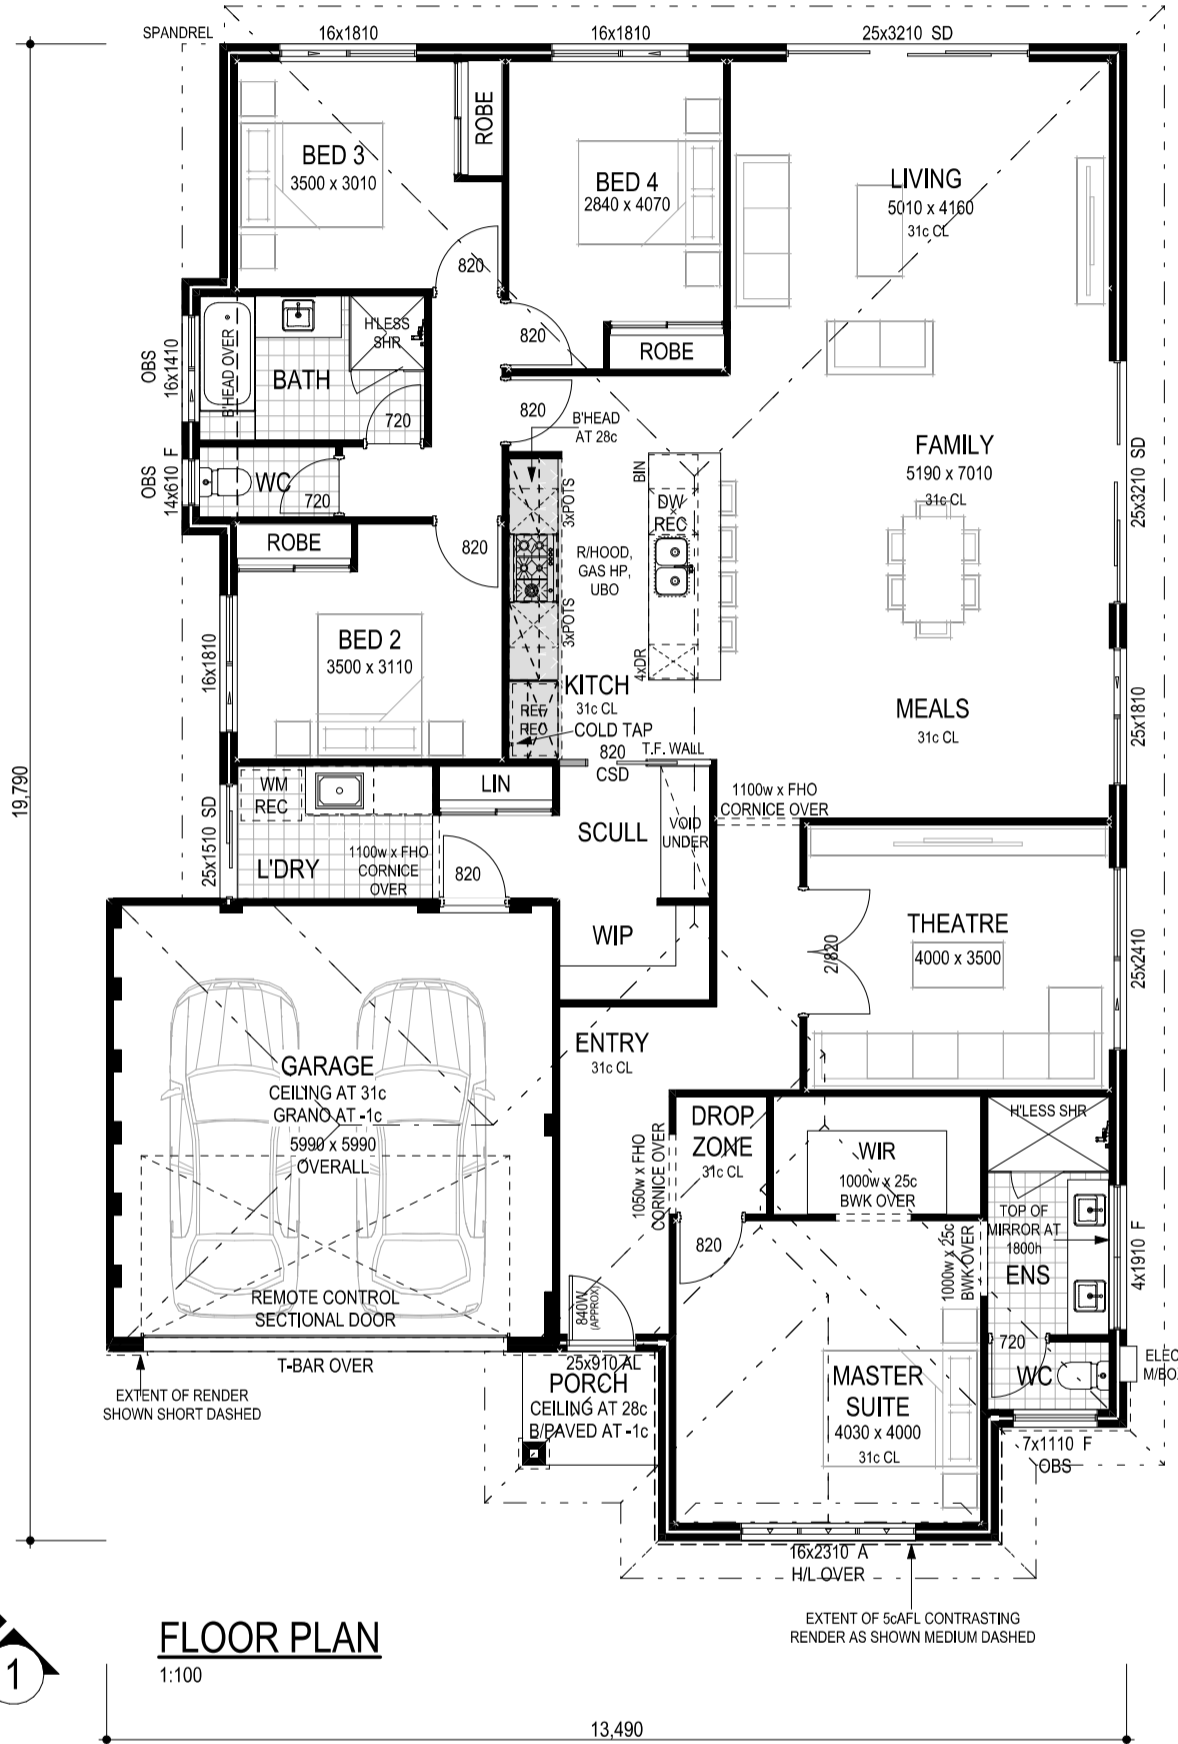 SPANDREL
16x1810
16x1810
25x3210 SD
BED 3
3500 x 3010
ROBE
BED 4
2840 x 4070
LIVING
5010 x 4160
31c CL
820
820
ROBE
OBS
16x1410
B'HEAD OVER
BATH
H'LESS
SHR
720
820
B'HEAD
AT 28c
FAMILY
5190 x 7010
31c CL
25x3210 SD
OBS
14x610 F
WC
720
BIN
DW
REC
3xPOTS
R/HOOD,
GAS HP,
UBO
3xPOTS
4xDR
ROBE
820
BED 2
3500 x 3110
16x1810
KITCH
31c CL
REF
REC
COLD TAP
MEALS
31c CL
25x1810
820
CSD
T.F. WALL
19,790
25x1510 SD
WM
REC
LIN
L'DRY
1100w x FHO
CORNICE
OVER
820
SCULL
VOID
UNDER
1100w x FHO
CORNICE OVER
WIP
THEATRE
4000 x 3500
2/820
25x2410
GARAGE
CEILING AT 31c
GRANO AT -1c
5990 x 5990
OVERALL
ENTRY
31c CL
DROP
ZONE
31c CL
1050w x FHO
CORNICE OVER
WIR
1000w x 25c
BWK OVER
H'LESS SHR
TOP OF
MIRROR AT
1800h
ENS
4x1910 F
820
1000w x 25c
BWK OVER
REMOTE CONTROL
SECTIONAL DOOR
840W
(APPROX)
T-BAR OVER
25x910 AL
PORCH
CEILING AT 28c
B/PAVED AT -1c
MASTER
SUITE
4030 x 4000
31c CL
720
WC
ELEC
M/BO
EXTENT OF RENDER
SHOWN SHORT DASHED
7x1110 F
OBS
16x2310 A
H/L OVER
EXTENT OF 5cAFL CONTRASTING
RENDER AS SHOWN MEDIUM DASHED
FLOOR PLAN
1:100
1
13,490